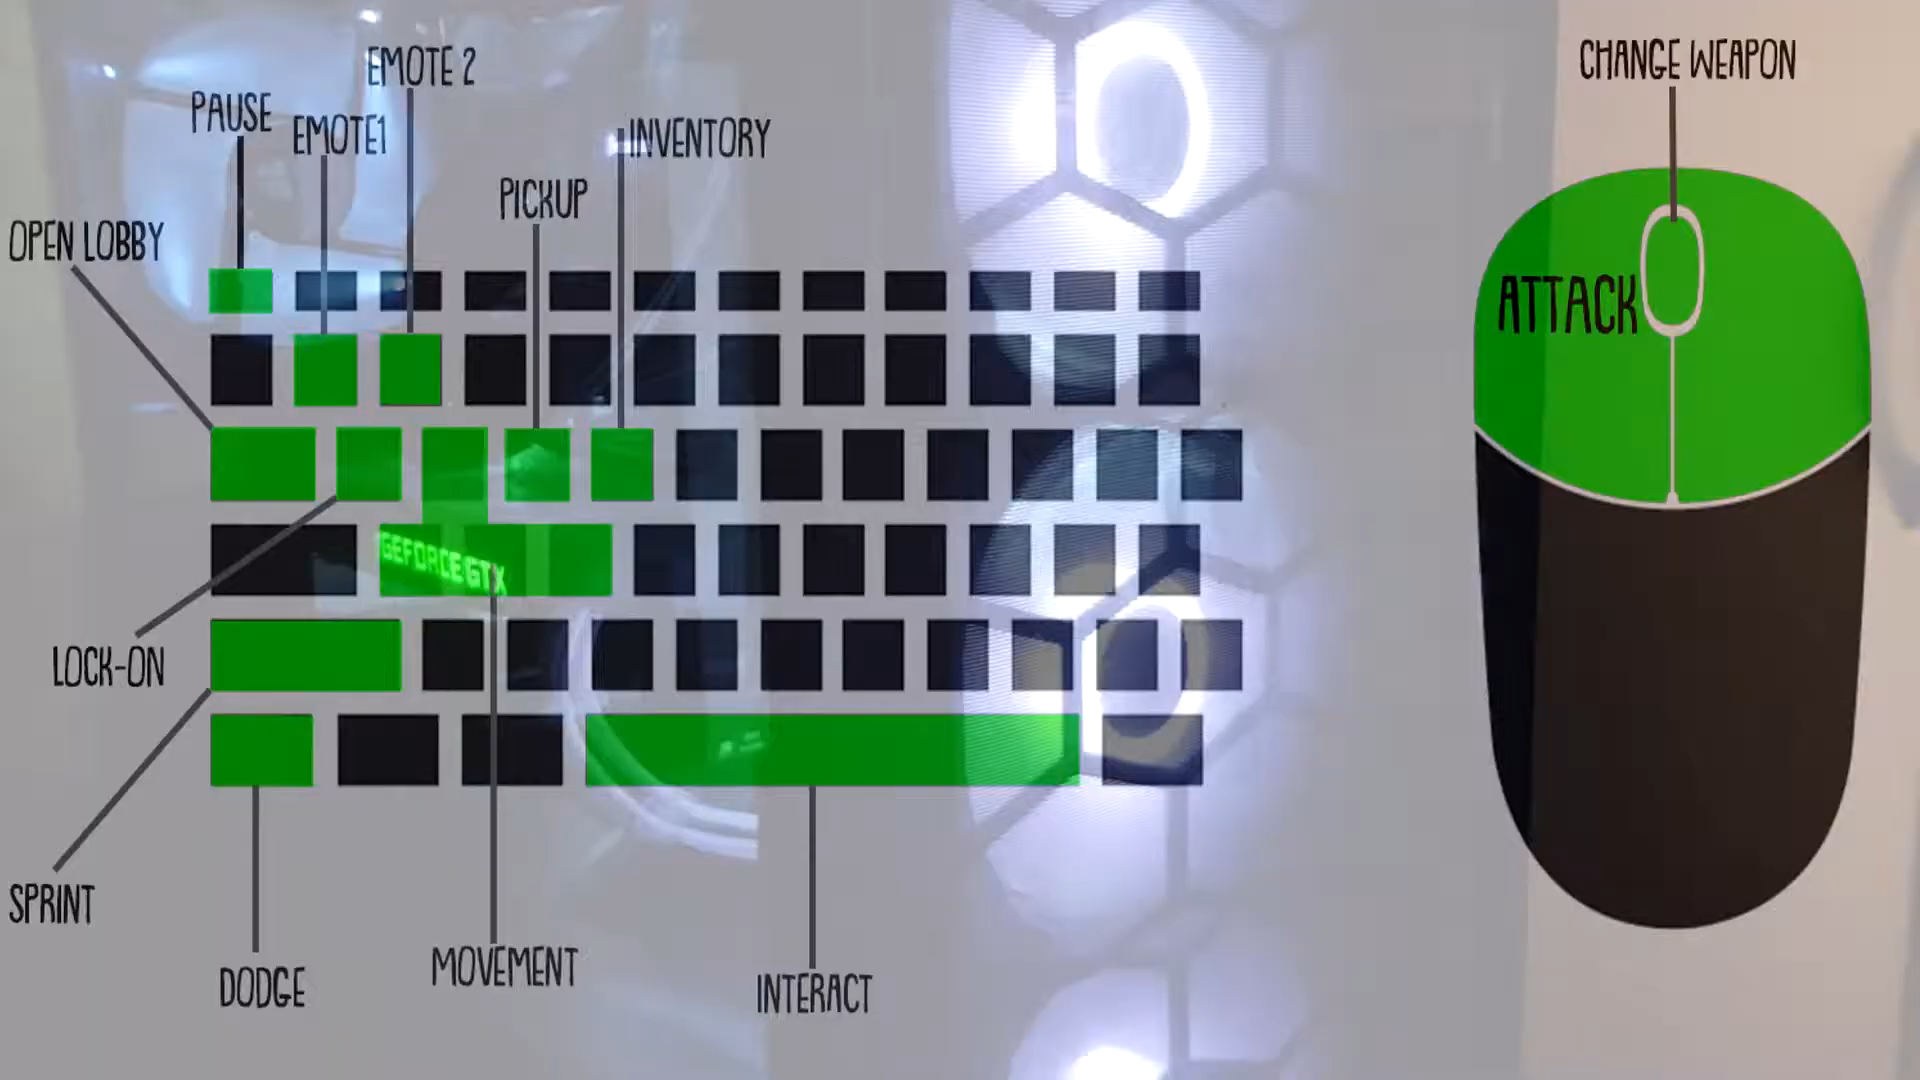 EMOTE 2
PAUSE
EMOTE1
INVENTORY
PICKUP
OPEN LOBBY
CHANGE WEAPON
ATTACK
GEFORCE GTX
LOCK-ON
SPRINT
DODGE
MOVEMENT
INTERACT